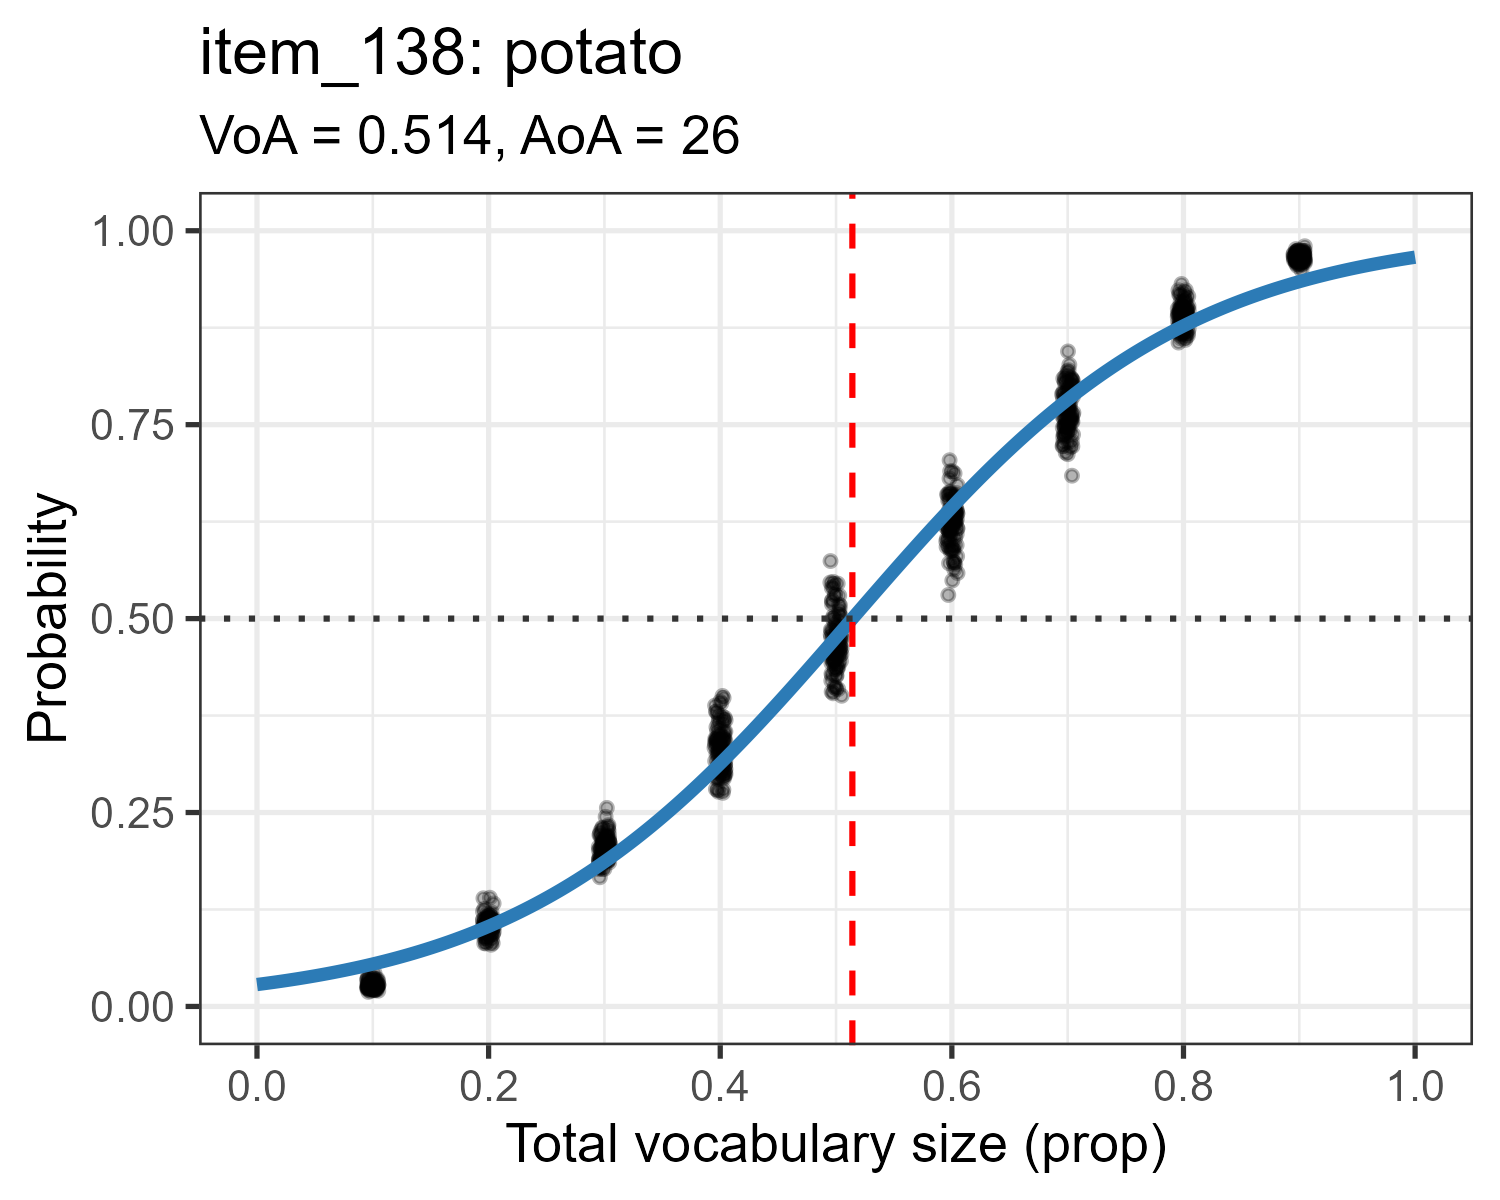 item_138: potato
VoA = 0.514, AoA = 26
1.00
0.75
0.50
0.25
0.00
Probability
0.0 0.2 0.4 0.6 0.8 1.0
Total vocabulary size (prop)